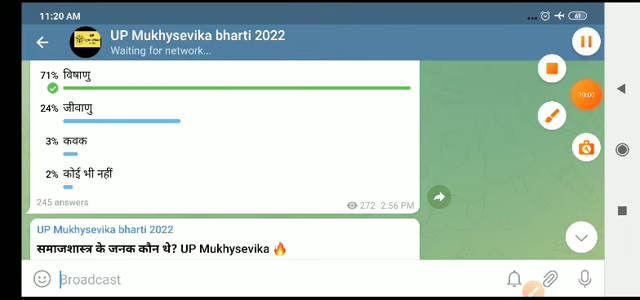 11:20 AM
61
UP Mukhysevika bharti 2022
Waiting for network...
71% विषाणु
24% जीवाणु
3% कवक
2% कोई भी नहीं
245 answers
272 2:56 PM
UP Mukhysevika bharti 2022
समाजशास्त्र के जनक कौन थे? UP Mukhysevika 🔥
Broadcast